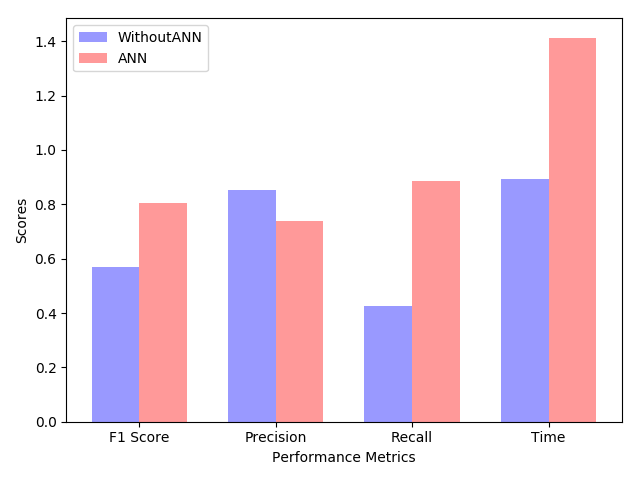 WithoutANN
ANN
Scores
1.4
1.2
1.0
0.8
0.6
0.4
0.2
0.0
F1 Score Precision Recall Time
Performance Metrics